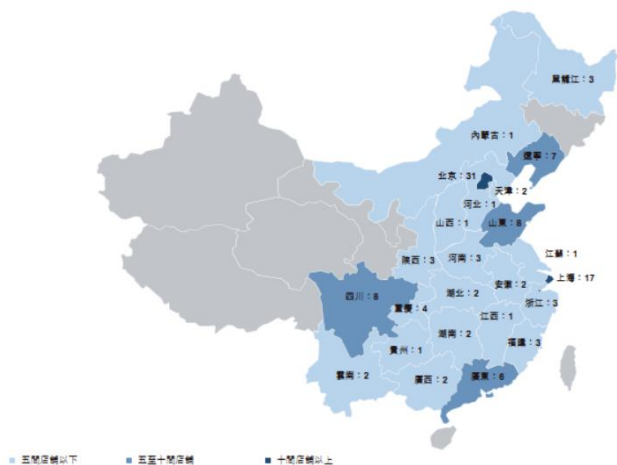 黑龍江：3
內蒙古：1
遼寧：7
北京：31
天津：2
河北：1
山西：1
山東：8
陝西：3
河南：3
江蘇：1
上海：17
四川：8
重慶：4
湖北：2
安徽：2
浙江：3
江西：1
湖南：2
福建：3
貴州：1
雲南：2
廣西：2
廣東：6
五間店舖以下
五至十間店舖
十間店舖以上